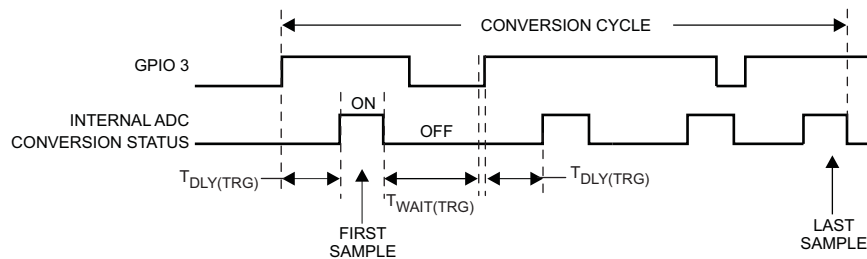 CONVERSION CYCLE
GPIO 3
ON
INTERNAL ADC
CONVERSION STATUS
OFF
TDLY(TRG)
TWAIT(TRG)
TDLY(TRG)
FIRST
SAMPLE
LAST
SAMPLE